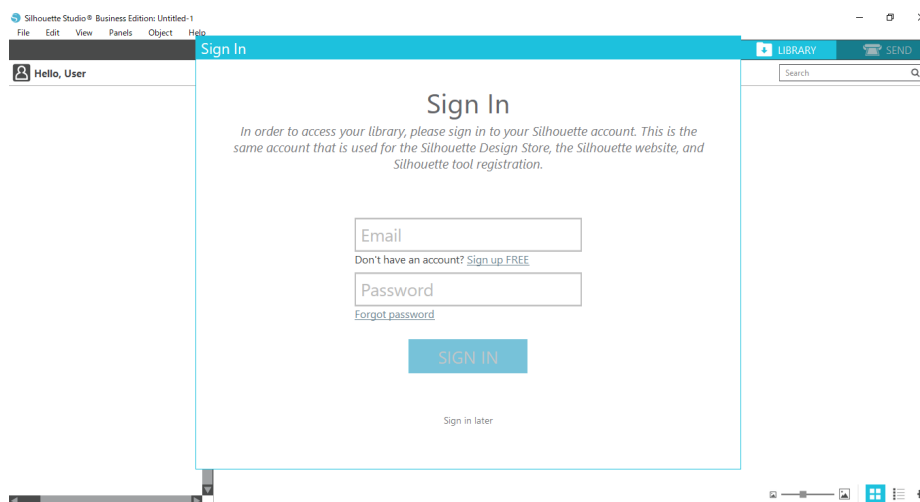 Silhouette Studio® Business Edition: Untitled-1
File Edit View Panels Object Help
Sign In
LIBRARY
SEND
Hello, User
Search
Sign In
In order to access your library, please sign in to your Silhouette account. This is the
same account that is used for the Silhouette Design Store, the Silhouette website, and
Silhouette tool registration.
Email
Don't have an account? Sign up FREE
Password
Forgot password
SIGN IN
Sign in later